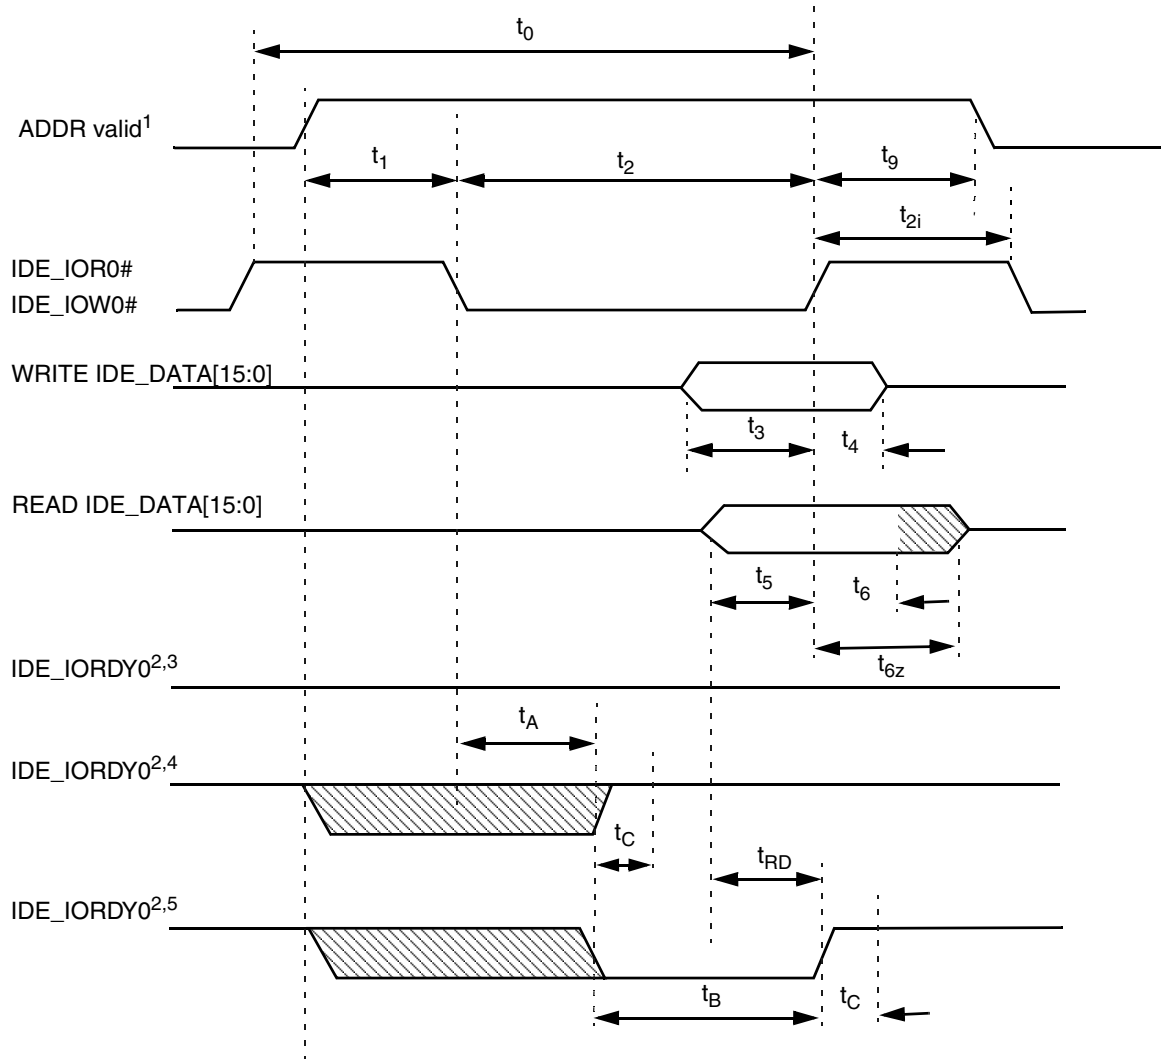 t0
ADDR valid1
t1
t2
t9
t2i
IDE_IOR0#
IDE_IOW0#
WRITE IDE_DATA[15:0]
t3
t4
READ IDE_DATA[15:0]
t5
t6
t6z
IDE_IORDY02,3
tA
IDE_IORDY02,4
tC
tRD
IDE_IORDY02,5
tB
tC